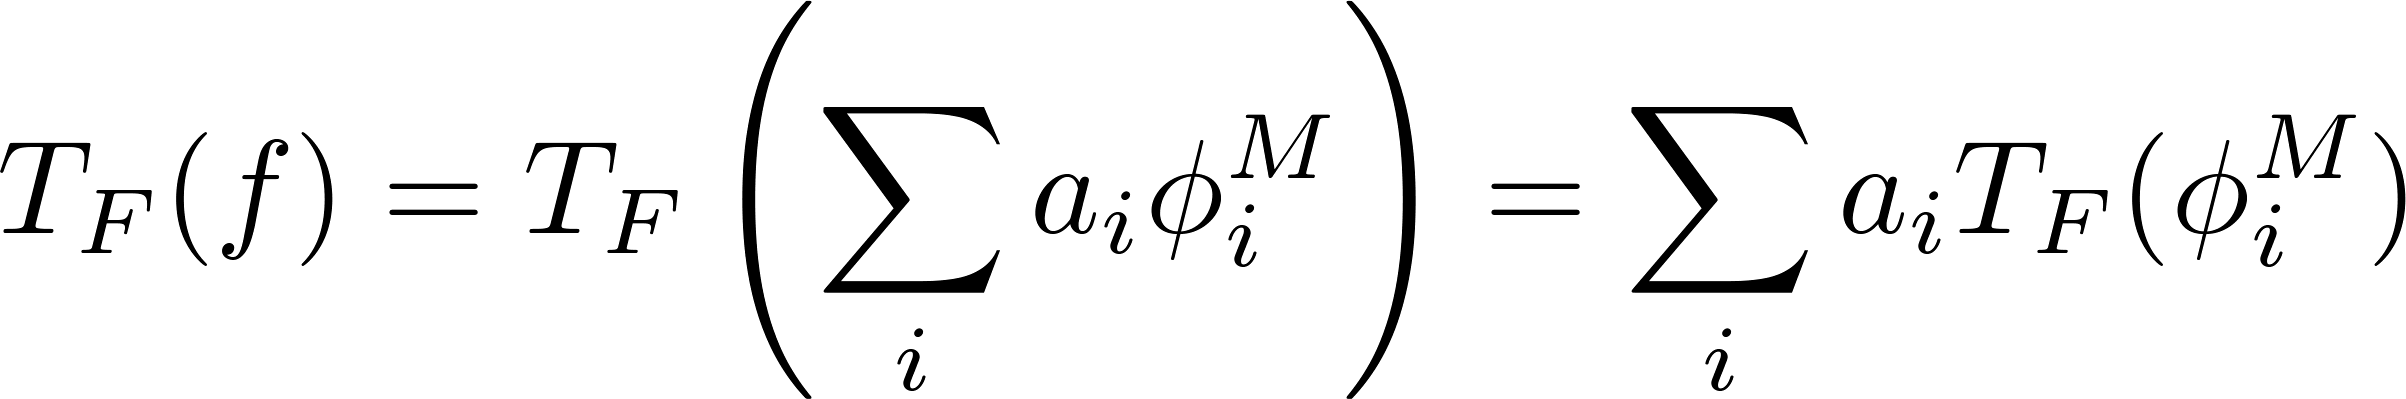 T_F(f) = T_F \left( \sum_i a_i \phi_i^M \right) = \sum_i a_i T_F(\phi_i^M)